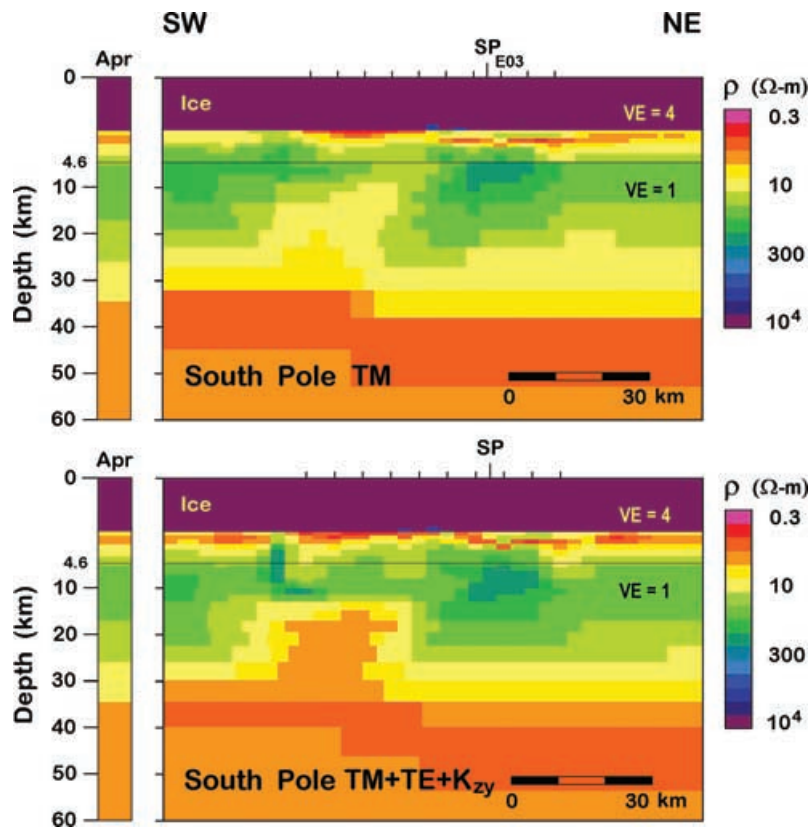 SW NE
Apr SP E03
0 Ice VE = 4 ρ (Ω-m)
0.3
4.6
10 VE = 1 10
20
30 300
40 10⁴
50 South Pole TM
60 0 30 km
Depth (km)
Apr SP
0 Ice VE = 4 ρ (Ω-m)
0.3
4.6
10 VE = 1 10
20
30 300
40 10⁴
50 South Pole TM+TE+Kzy
60 0 30 km
Depth (km)